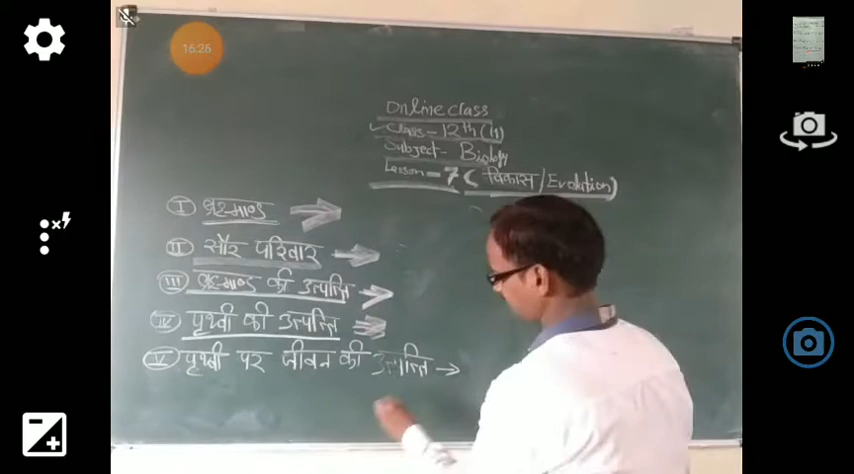 16:26
Online class
Class - 12th (H)
Subject - Biology
Lesson - 7 ( विकास / Evolution )
I ब्रह्माण्ड
II सौर परिवार
III ब्रह्माण्ड की उत्पत्ति
IV पृथ्वी की उत्पत्ति
V पृथ्वी पर जीवन की उत्पत्ति